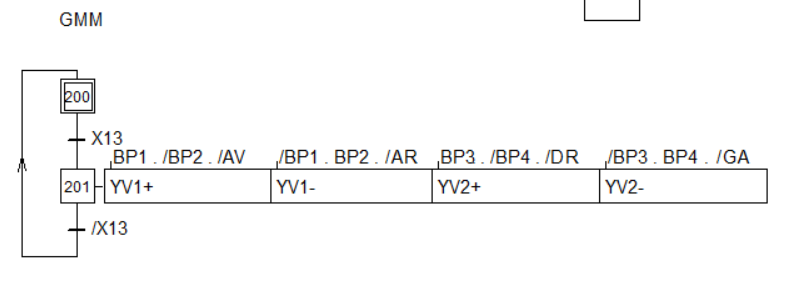 GMM
200
X13
BP1 . /BP2 . /AV /BP1 . BP2 . /AR BP3 . /BP4 . /DR /BP3 . BP4 . /GA
201 YV1+ YV1- YV2+ YV2-
/X13